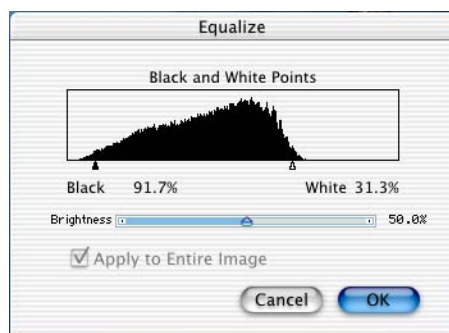 Equalize
Black and White Points
Black 91.7% White 31.3%
Brightness 50.0%
Apply to Entire Image
Cancel OK